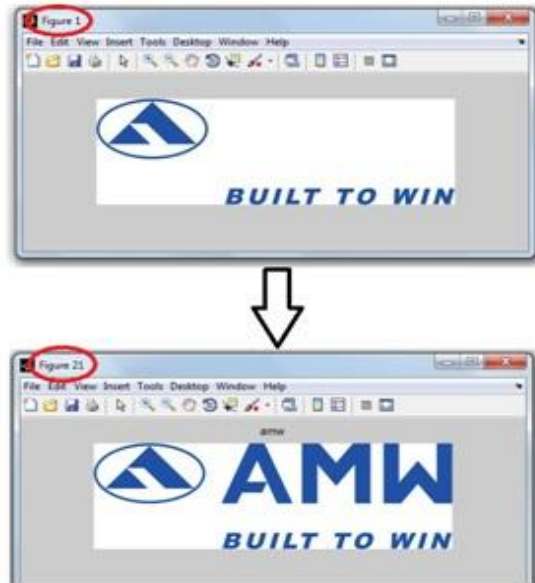 Figure 1
File Edit View Insert Tools Desktop Window Help
BUILT TO WIN
Figure 21
File Edit View Insert Tools Desktop Window Help
amw
AMW
BUILT TO WIN